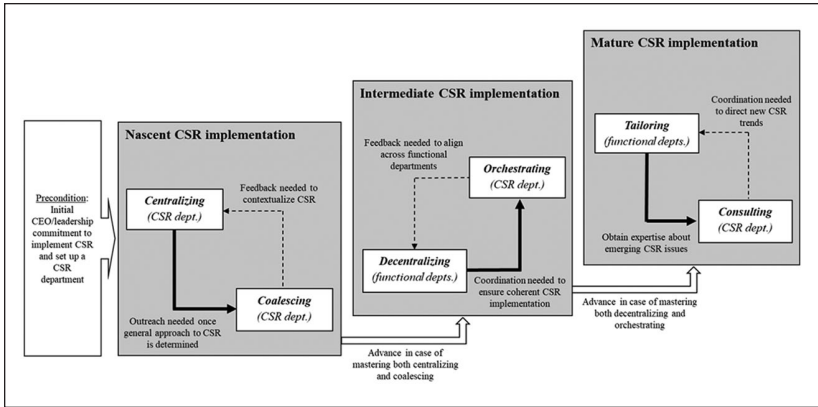 Precondition:
Initial
CEO/leadership
commitment to
implement CSR
and set up a
CSR
department
Nascent CSR implementation
Centralizing
(CSR dept.)
Feedback needed to
contextualize CSR
Coalescing
(CSR dept.)
Outreach needed once
general approach to CSR
is determined
Advance in case of
mastering both centralizing
and coalescing
Intermediate CSR implementation
Feedback needed to align
across functional
departments
Orchestrating
(CSR dept.)
Decentralizing
(functional depts.)
Coordination needed to
ensure coherent CSR
implementation
Advance in case of mastering
both decentralizing and
orchestrating
Mature CSR implementation
Coordination needed
to direct new CSR
trends
Tailoring
(functional depts.)
Consulting
(CSR dept.)
Obtain expertise about
emerging CSR issues